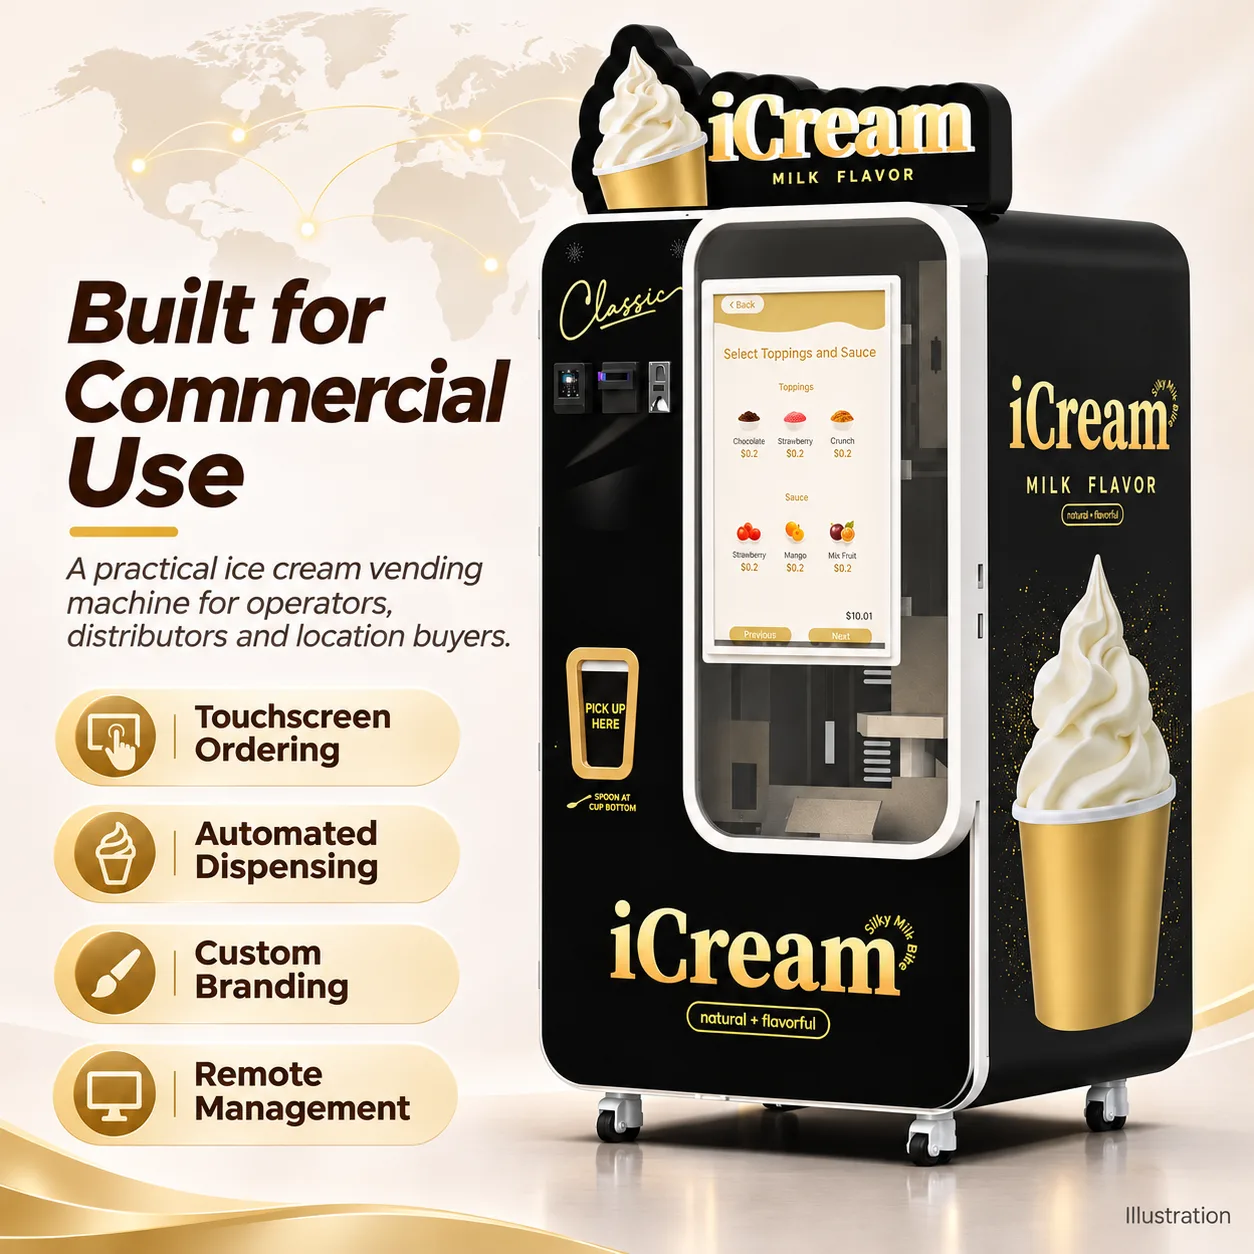 iCream
MILK FLAVOR
Built for
Commercial
Use
A practical ice cream vending
machine for operators,
distributors and location buyers.
Touchscreen
Ordering
Automated
Dispensing
Custom
Branding
Remote
Management
Classic
‹ Back
Select Toppings and Sauce
Toppings
Chocolate Strawberry Crunch
$0.2 $0.2 $0.2
Sauce
Strawberry Mango Mix Fruit
$0.2 $0.2 $0.2
$10.01
Previous Next
PICK UP
HERE
SPOON AT
CUP BOTTOM
iCream
Silky Milk Bite
natural + flavorful
iCream
Silky Milk Bite
MILK FLAVOR
natural + flavorful
Illustration